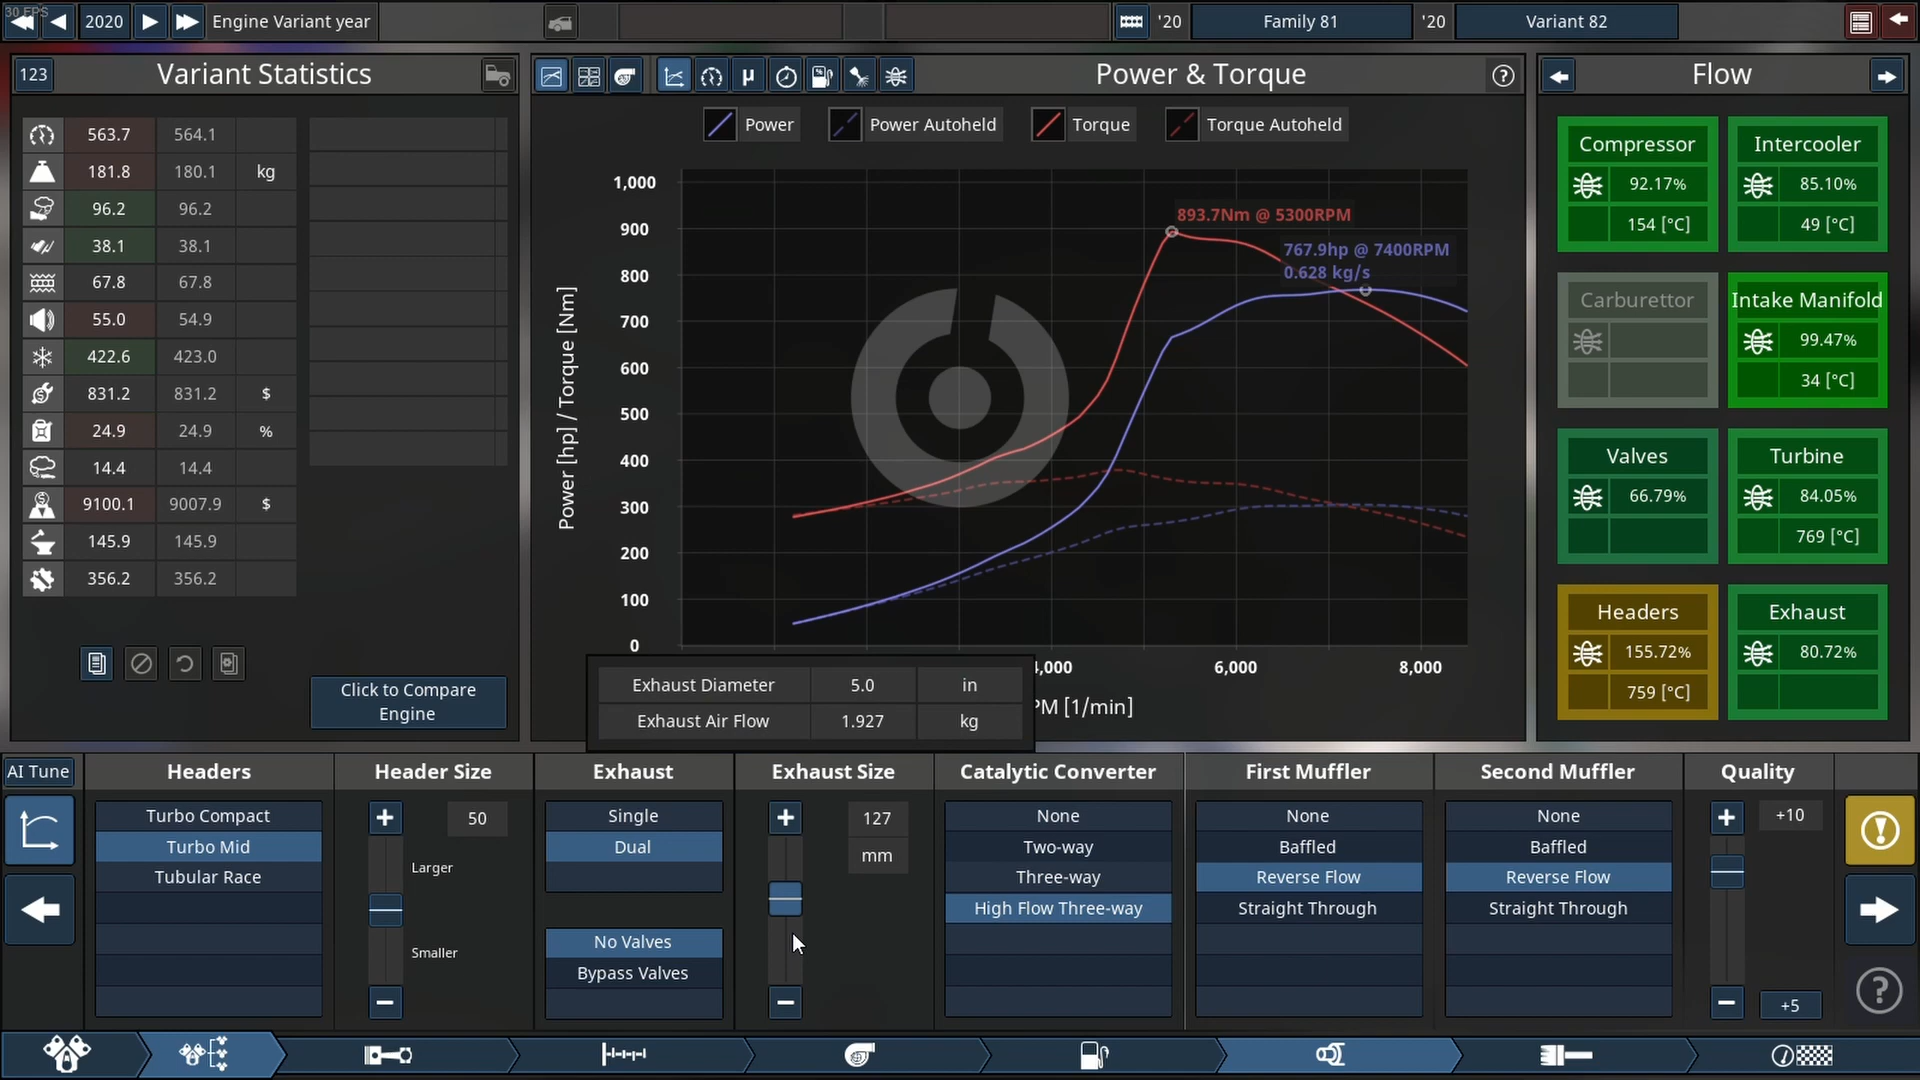 30 FPS
2020
Engine Variant year
'20
Family 81
'20
Variant 82
123
Variant Statistics
563.7 564.1
181.8 180.1 kg
96.2 96.2
38.1 38.1
67.8 67.8
55.0 54.9
422.6 423.0
831.2 831.2 $
24.9 24.9 %
14.4 14.4
9100.1 9007.9 $
145.9 145.9
356.2 356.2
Click to Compare
Engine
μ
Power & Torque
?
Power
Power Autoheld
Torque
Torque Autoheld
Power [hp] / Torque [Nm]
1,000
900
800
700
600
500
400
300
200
100
0
893.7Nm @ 5300RPM
767.9hp @ 7400RPM
0.628 kg/s
4,000
6,000
8,000
PM [1/min]
Exhaust Diameter 5.0 in
Exhaust Air Flow 1.927 kg
Flow
Compressor
92.17%
154 [°C]
Intercooler
85.10%
49 [°C]
Carburettor
Intake Manifold
99.47%
34 [°C]
Valves
66.79%
Turbine
84.05%
769 [°C]
Headers
155.72%
759 [°C]
Exhaust
80.72%
AI Tune
Headers
Turbo Compact
Turbo Mid
Tubular Race
Header Size
+
50
Larger
Smaller
−
Exhaust
Single
Dual
No Valves
Bypass Valves
Exhaust Size
+
127
mm
−
Catalytic Converter
None
Two-way
Three-way
High Flow Three-way
First Muffler
None
Baffled
Reverse Flow
Straight Through
Second Muffler
None
Baffled
Reverse Flow
Straight Through
Quality
+
+10
−
+5
!
?